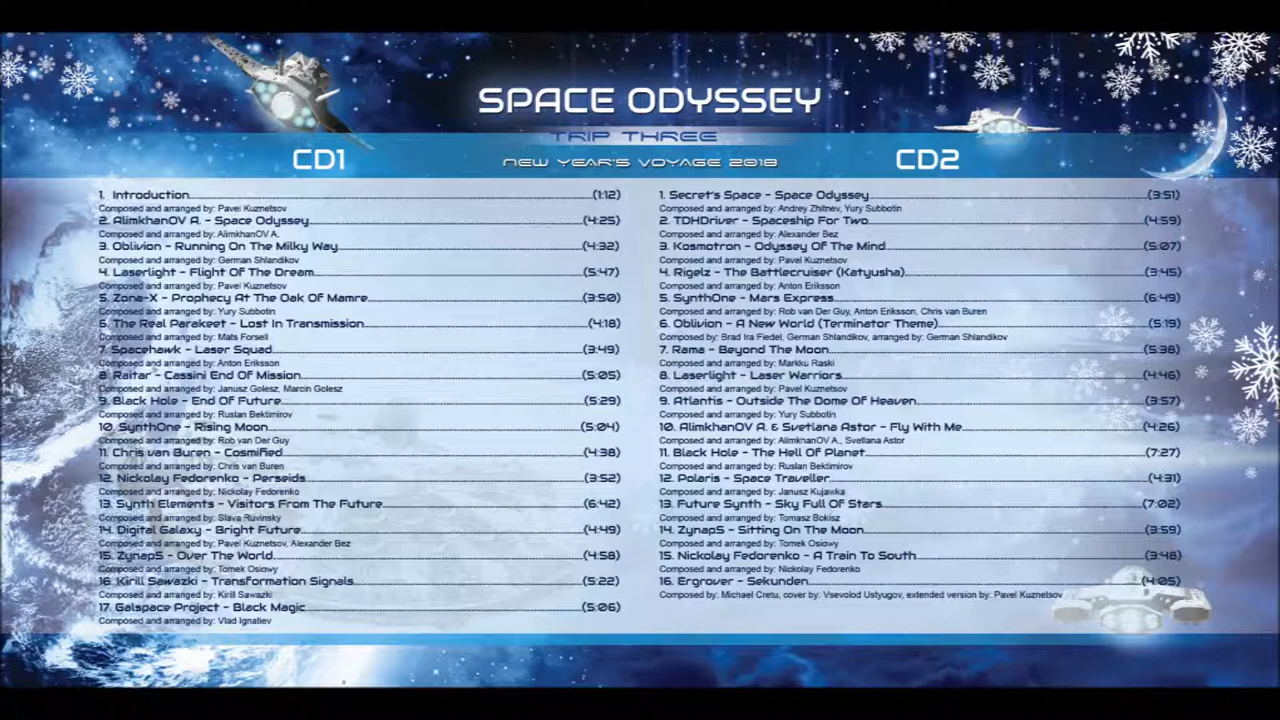 SPACE ODYSSEY
TRIP THREE
NEW YEAR'S VOYAGE 2018
CD1
1. Introduction (1:12)
Composed and arranged by: Pavel Kuznetsov
2. AlimkhanOV A. - Space Odyssey (4:25)
Composed and arranged by: AlimkhanOV A.
3. Oblivion - Running On The Milky Way (4:32)
Composed and arranged by: German Shlandikov
4. Laserlight - Flight Of The Dream (5:47)
Composed and arranged by: Pavel Kuznetsov
5. Zona-X - Prophecy At The Oak Of Mamre (3:50)
Composed and arranged by: Yury Subbotin
6. The Real Parakeet - Lost In Transmission (4:18)
Composed and arranged by: Mats Forsell
7. Spacehawk - Laser Squad (3:49)
Composed and arranged by: Anton Eriksson
8. Raitar - Cassini End Of Mission (5:05)
Composed and arranged by: Janusz Golesz, Marcin Golesz
9. Black Hole - End Of Future (5:29)
Composed and arranged by: Ruslan Bektimirov
10. SynthOne - Rising Moon (5:04)
Composed and arranged by: Rob van Der Guy
11. Chris van Buren - Cosmified (4:38)
Composed and arranged by: Chris van Buren
12. Nickolay Fedorenko - Perseids (3:52)
Composed and arranged by: Nickolay Fedorenko
13. Synth Elements - Visitors From The Future (6:42)
Composed and arranged by: Slava Ruvinsky
14. Digital Galaxy - Bright Future (4:49)
Composed and arranged by: Pavel Kuznetsov, Alexander Bez
15. ZynapS - Over The World (4:58)
Composed and arranged by: Tomek Osiowy
16. Kirill Sawazki - Transformation Signals (5:22)
Composed and arranged by: Kirill Sawazki
17. Galspace Project - Black Magic (5:06)
Composed and arranged by: Vlad Ignatiev
CD2
1. Secret's Space - Space Odyssey (3:51)
Composed and arranged by: Andrey Zhitnev, Yury Subbotin
2. TDHDriver - Spaceship For Two (4:59)
Composed and arranged by: Alexander Bez
3. Kosmotron - Odyssey Of The Mind (5:07)
Composed and arranged by: Pavel Kuznetsov
4. Rigelz - The Battlecruiser (Katyusha) (3:45)
Composed and arranged by: Anton Eriksson
5. SynthOne - Mars Express (6:49)
Composed and arranged by: Rob van Der Guy, Anton Eriksson, Chris van Buren
6. Oblivion - A New World (Terminator Theme) (5:19)
Composed by: Brad Ira Fiedel, German Shlandikov, arranged by: German Shlandikov
7. Rama - Beyond The Moon (5:38)
Composed and arranged by: Markku Raski
8. Laserlight - Laser Warriors (4:46)
Composed and arranged by: Pavel Kuznetsov
9. Atlantis - Outside The Dome Of Heaven (3:57)
Composed and arranged by: Yury Subbotin
10. AlimkhanOV A. & Svetlana Astor - Fly With Me (4:26)
Composed and arranged by: AlimkhanOV A., Svetlana Astor
11. Black Hole - The Hell Of Planet (7:27)
Composed and arranged by: Ruslan Bektimirov
12. Polaris - Space Traveller (4:31)
Composed and arranged by: Janusz Kujawka
13. Future Synth - Sky Full Of Stars (7:02)
Composed and arranged by: Tomasz Bokisz
14. ZynapS - Sitting On The Moon (3:59)
Composed and arranged by: Tomek Osiowy
15. Nickolay Fedorenko - A Train To South (3:48)
Composed and arranged by: Nickolay Fedorenko
16. Ergrover - Sekunden (4:05)
Composed by: Michael Cretu, cover by: Vsevolod Ustyugov, extended version by: Pavel Kuznetsov